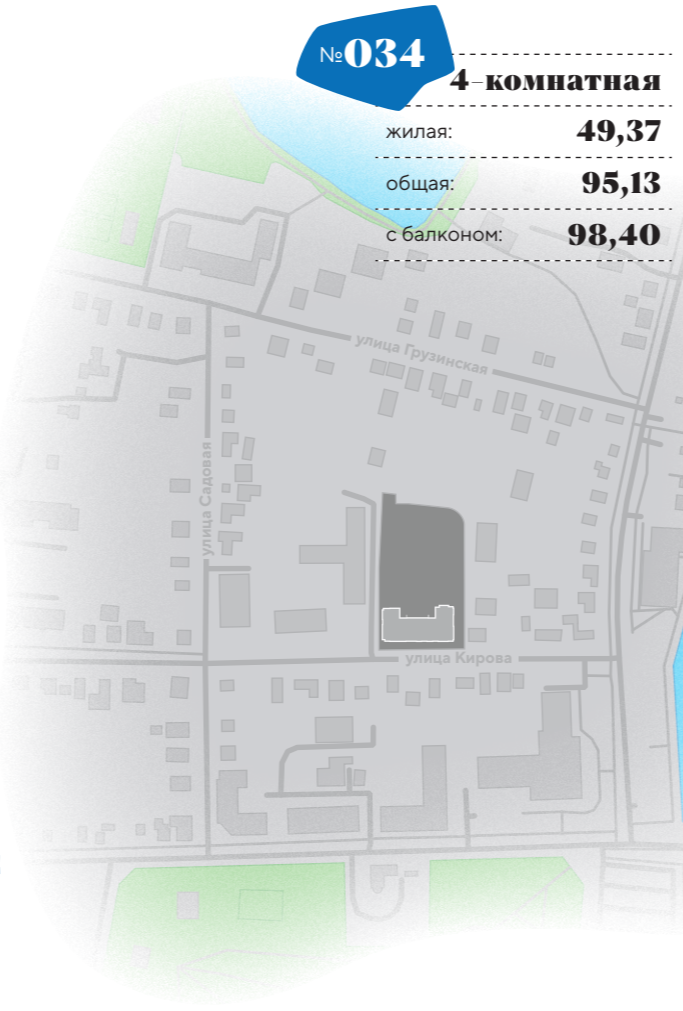 №034
4-комнатная
жилая: 49,37
общая: 95,13
с балконом: 98,40
улица Грузинская
улица Садовая
улица Кирова